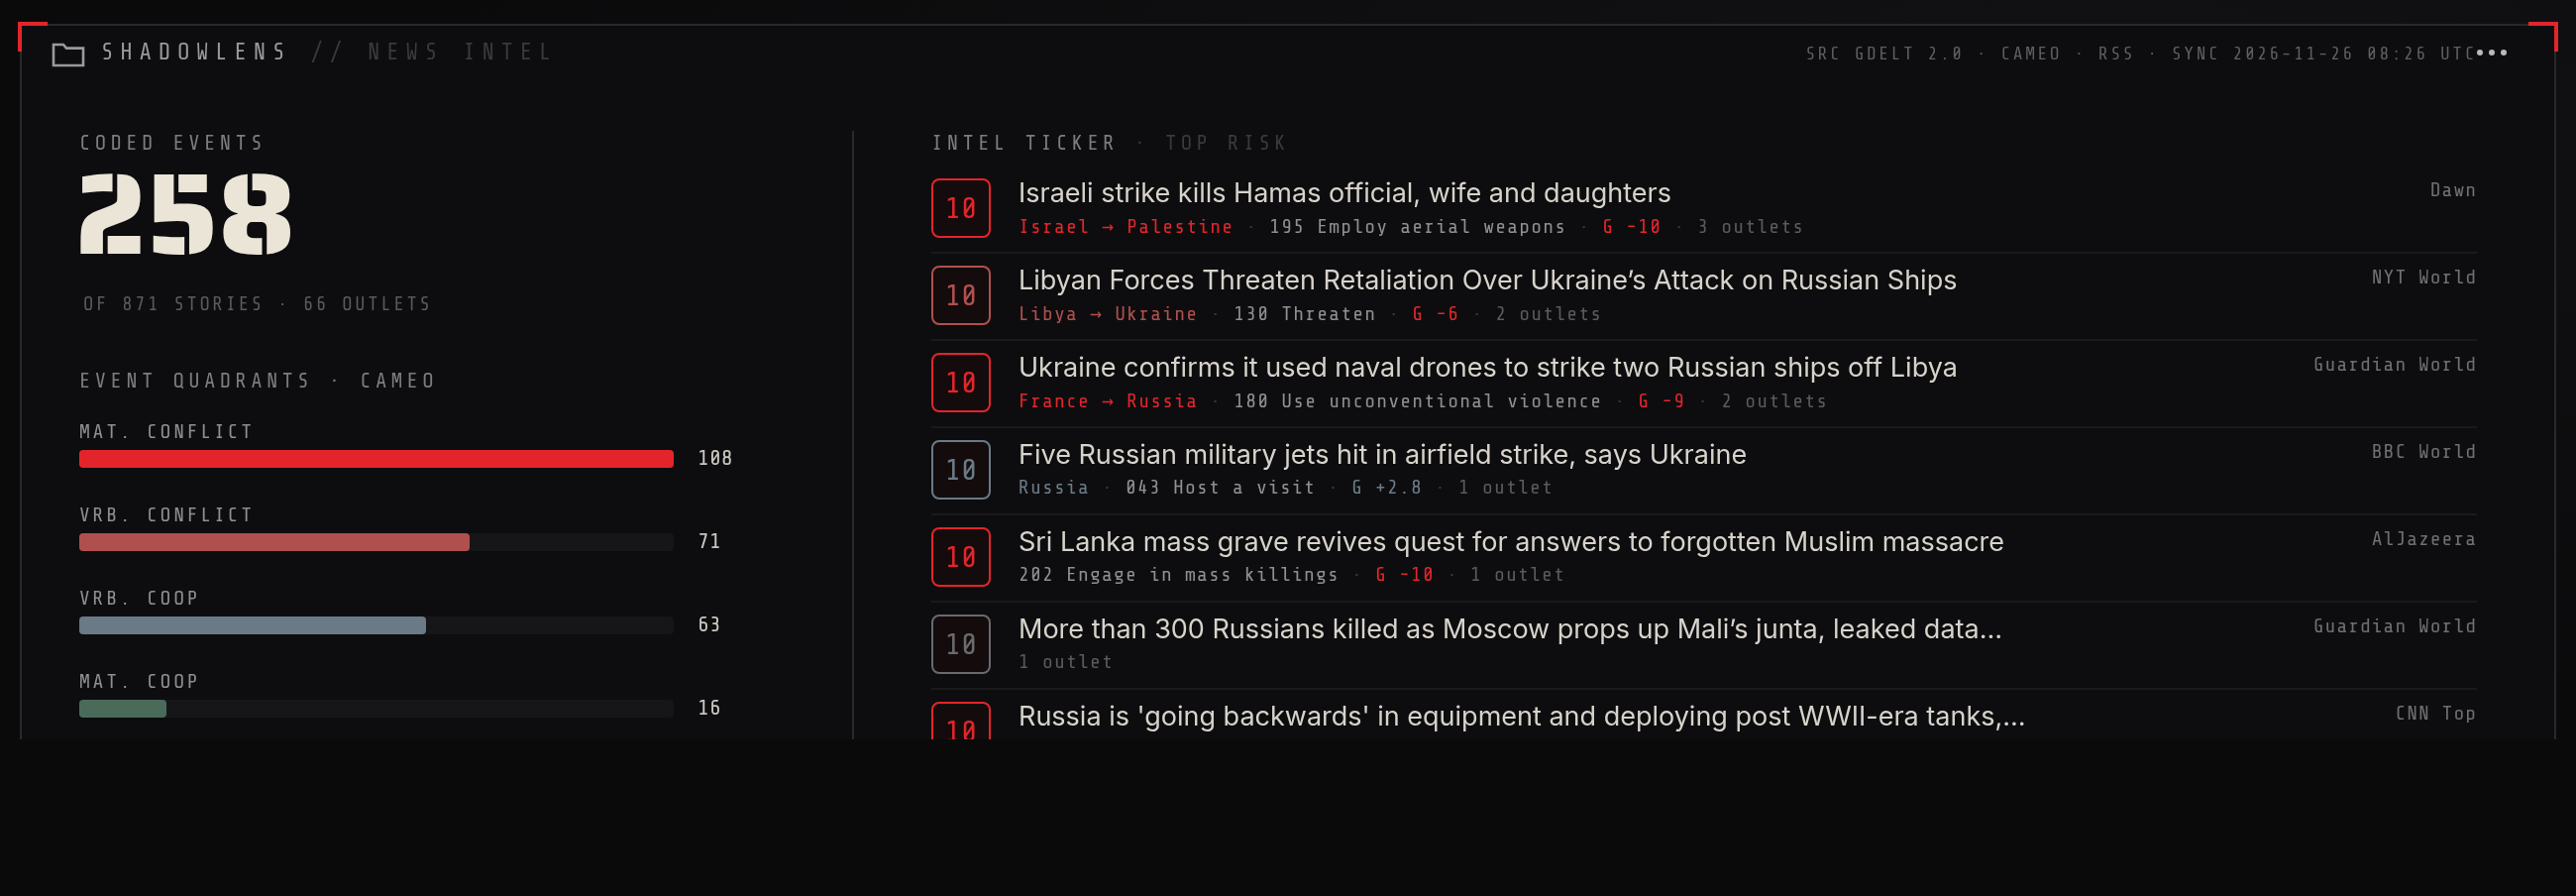 SHADOWLENS // NEWS INTEL
SRC GDELT 2.0 · CAMEO · RSS · SYNC 2026-11-26 08:26 UTC
CODED EVENTS
258
OF 871 STORIES · 66 OUTLETS
EVENT QUADRANTS · CAMEO
MAT. CONFLICT
108
VRB. CONFLICT
71
VRB. COOP
63
MAT. COOP
16
INTEL TICKER · TOP RISK
10 Israeli strike kills Hamas official, wife and daughters Dawn
Israel → Palestine · 195 Employ aerial weapons · G -10 · 3 outlets
10 Libyan Forces Threaten Retaliation Over Ukraine’s Attack on Russian Ships NYT World
Libya → Ukraine · 130 Threaten · G -6 · 2 outlets
10 Ukraine confirms it used naval drones to strike two Russian ships off Libya Guardian World
France → Russia · 180 Use unconventional violence · G -9 · 2 outlets
10 Five Russian military jets hit in airfield strike, says Ukraine BBC World
Russia · 043 Host a visit · G +2.8 · 1 outlet
10 Sri Lanka mass grave revives quest for answers to forgotten Muslim massacre AlJazeera
202 Engage in mass killings · G -10 · 1 outlet
10 More than 300 Russians killed as Moscow props up Mali’s junta, leaked data... Guardian World
1 outlet
10 Russia is 'going backwards' in equipment and deploying post WWII-era tanks,... CNN Top